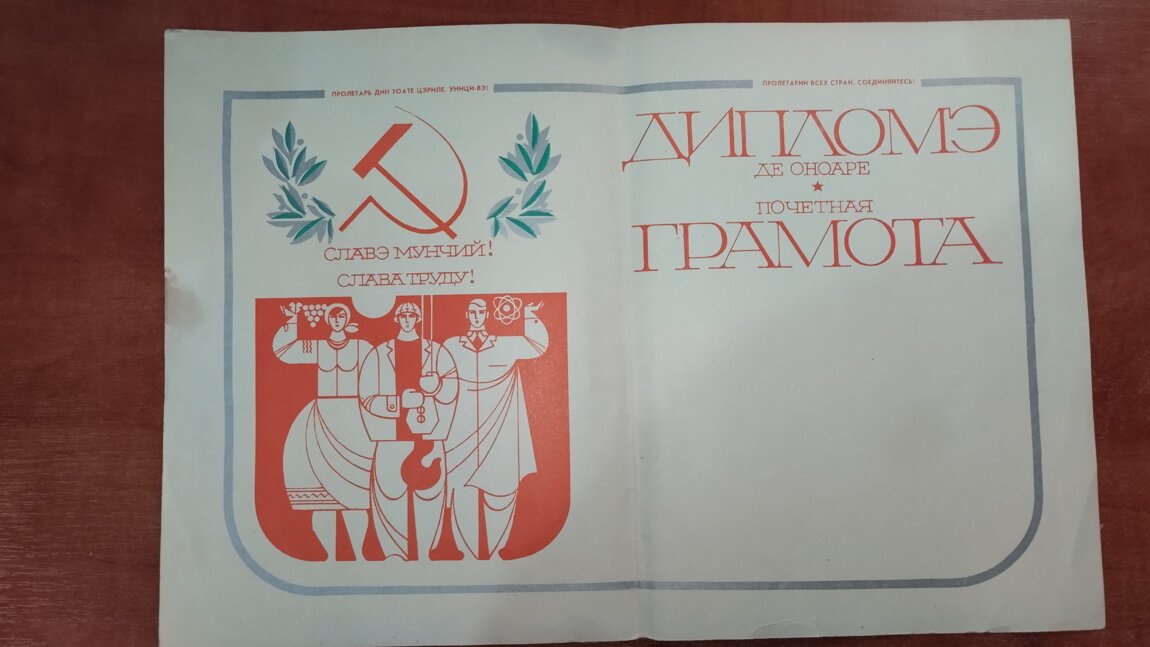 ПРОЛЕТАРЬ ДИН ТОАТЕ ЦЭРИЛЕ, УНИЦИ-ВЭ!
СЛАВЭ МУНЧИЙ!
СЛАВА ТРУДУ!
ПРОЛЕТАРИИ ВСЕХ СТРАН, СОЕДИНЯЙТЕСЬ!
ДИПЛОМЭ
ДЕ ОНОАРЕ
ПОЧЕТНАЯ
ГРАМОТА